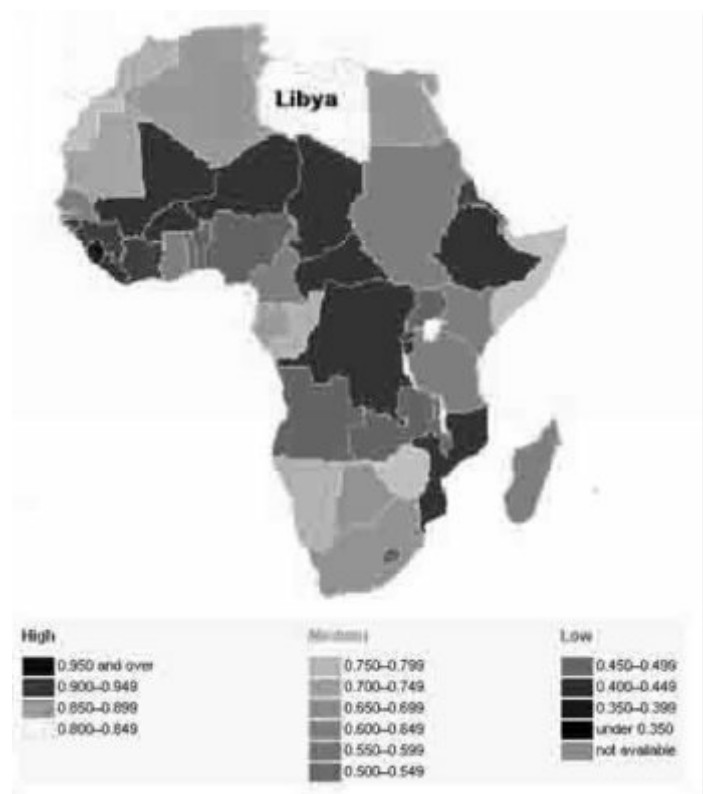 Libya
High
0.950 and over
0.900–0.949
0.850–0.899
0.800–0.849
Medium
0.750–0.799
0.700–0.749
0.650–0.699
0.600–0.649
0.550–0.599
0.500–0.549
Low
0.450–0.499
0.400–0.449
0.350–0.399
under 0.350
not available